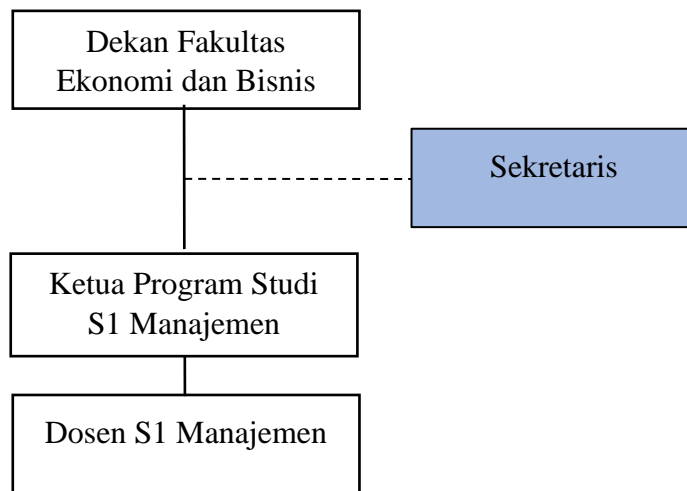 Dekan Fakultas
Ekonomi dan Bisnis
Sekretaris
Ketua Program Studi
S1 Manajemen
Dosen S1 Manajemen